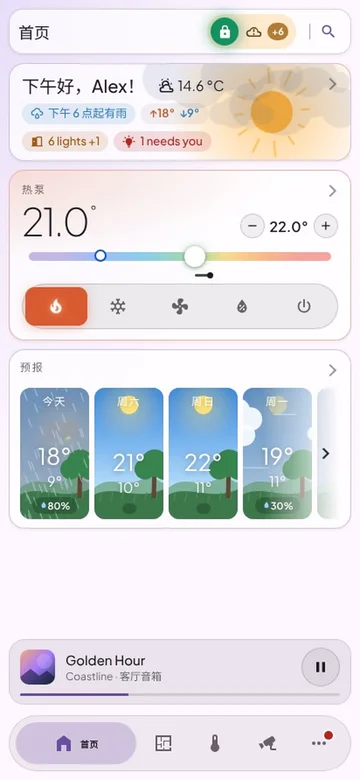 首页
+6
下午好，Alex！
14.6 °C
下午 6 点起有雨
↑18° ↓9°
6 lights +1
1 needs you
热泵
21.0°
− 22.0° +
预报
今天 周六 周日 周一
18° 21° 22° 19°
9° 10° 11° 11°
80% 30%
Golden Hour
Coastline · 客厅音箱
首页